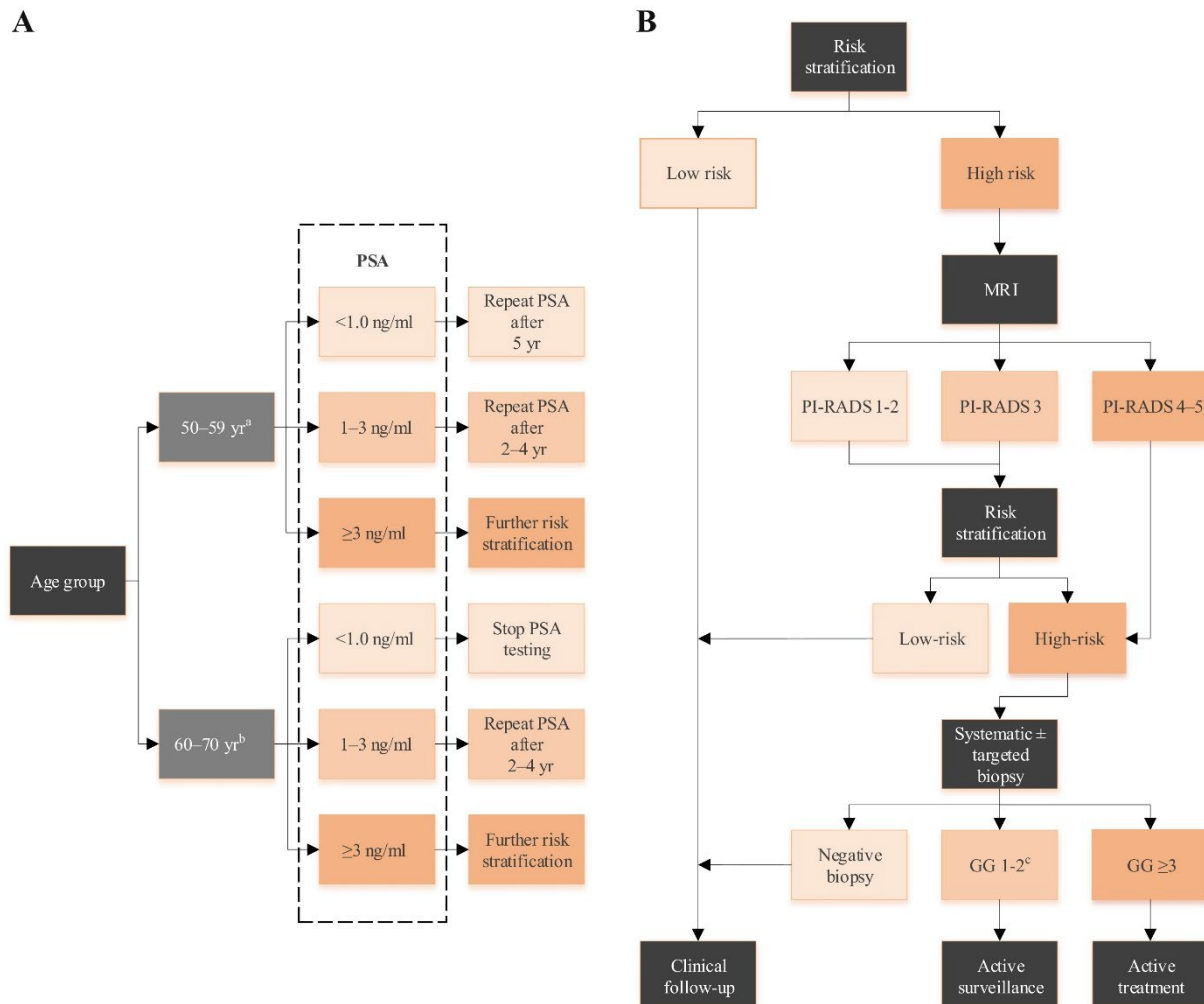 A
PSA
<1.0 ng/ml
Repeat PSA
after
5 yr
50–59 yrᵃ
1–3 ng/ml
Repeat PSA
after
2–4 yr
≥3 ng/ml
Further risk
stratification
Age group
<1.0 ng/ml
Stop PSA
testing
60–70 yrᵇ
1–3 ng/ml
Repeat PSA
after
2–4 yr
≥3 ng/ml
Further risk
stratification
B
Risk
stratification
Low risk
High risk
MRI
PI-RADS 1-2
PI-RADS 3
PI-RADS 4–5
Risk
stratification
Low-risk
High-risk
Systematic ±
targeted
biopsy
Negative
biopsy
GG 1-2ᶜ
GG ≥3
Clinical
follow-up
Active
surveillance
Active
treatment